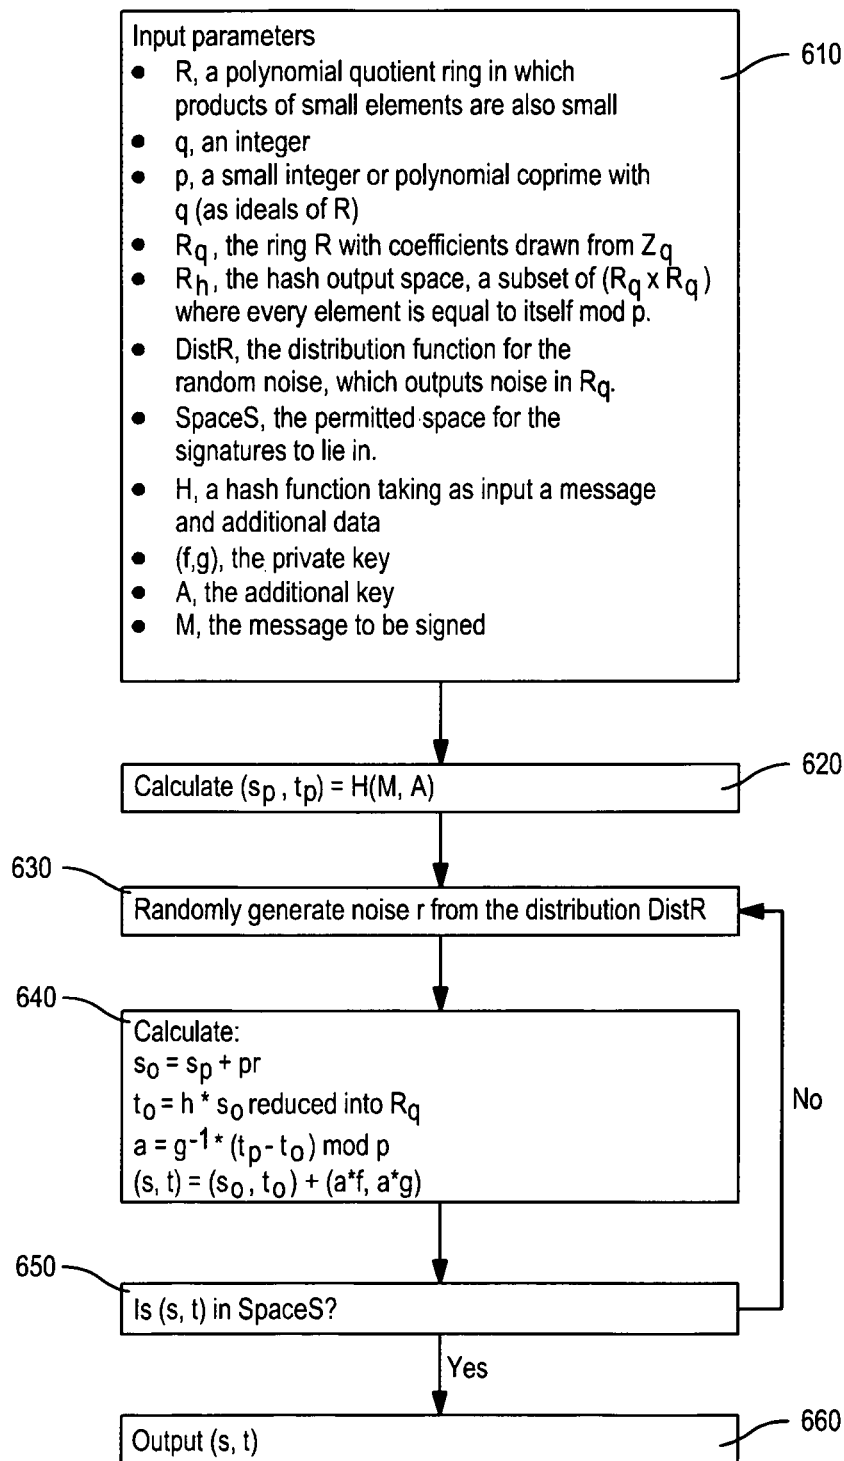 Input parameters
610
• R, a polynomial quotient ring in which
products of small elements are also small
• q, an integer
• p, a small integer or polynomial coprime with
q (as ideals of R)
• Rq, the ring R with coefficients drawn from Zq
• Rh, the hash output space, a subset of (Rq x Rq)
where every element is equal to itself mod p.
• DistR, the distribution function for the
random noise, which outputs noise in Rq.
• SpaceS, the permitted space for the
signatures to lie in.
• H, a hash function taking as input a message
and additional data
• (f,g), the private key
• A, the additional key
• M, the message to be signed
620
Calculate (sp, tp) = H(M, A)
630
Randomly generate noise r from the distribution DistR
640
Calculate:
so = sp + pr
to = h * so reduced into Rq
a = g-1 * (tp - to) mod p
(s, t) = (so, to) + (a*f, a*g)
No
650
Is (s, t) in SpaceS?
Yes
660
Output (s, t)